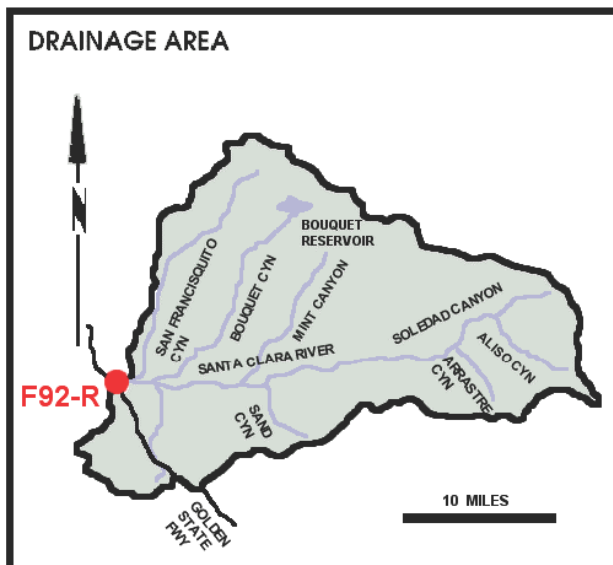 DRAINAGE AREA
N
BOUQUET
RESERVOIR
SAN FRANCISQUITO
CYN
BOUQUET CYN
MINT CANYON
SOLEDAD CANYON
SANTA CLARA RIVER
ALISO CYN
ARRASTRE
CYN
F92-R
SAND
CYN
GOLDEN
STATE
FWY
10 MILES